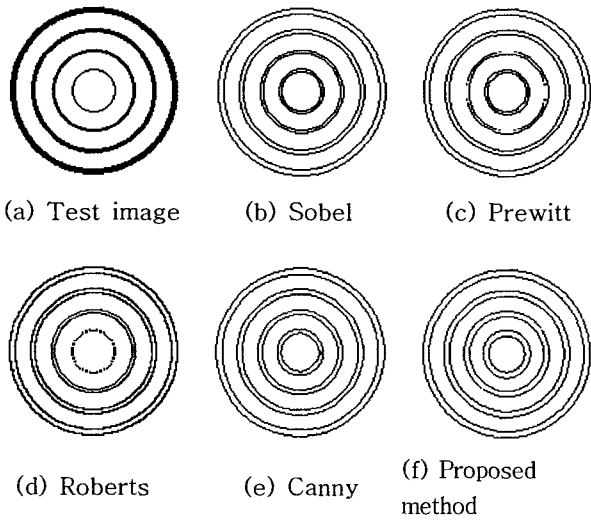 (a) Test image
(b) Sobel
(c) Prewitt
(d) Roberts
(e) Canny
(f) Proposed
method